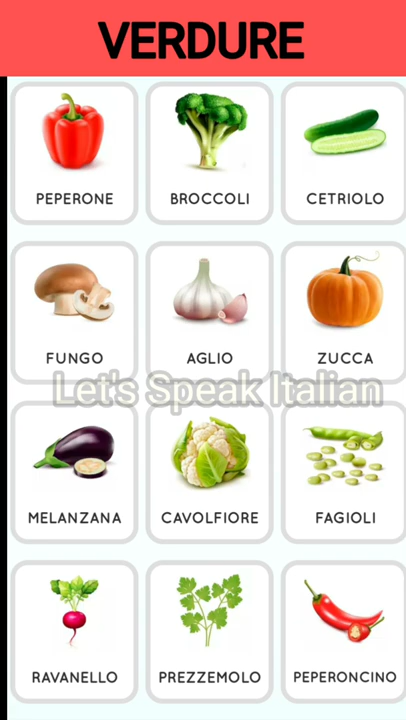 VERDURE
PEPERONE
BROCCOLI
CETRIOLO
FUNGO
AGLIO
ZUCCA
Let's Speak Italian
MELANZANA
CAVOLFIORE
FAGIOLI
RAVANELLO
PREZZEMOLO
PEPERONCINO